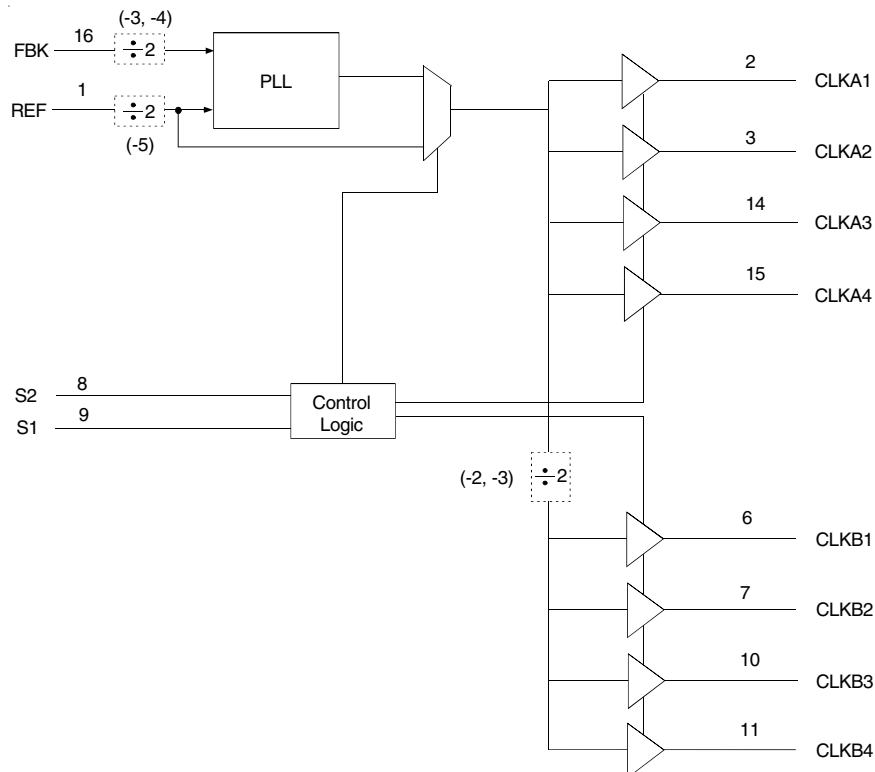 (-3, -4)
FBK 16 ÷2
PLL
REF 1 ÷2
(-5)
2 CLKA1
3 CLKA2
14 CLKA3
15 CLKA4
S2 8
S1 9
Control
Logic
(-2, -3) ÷2
6 CLKB1
7 CLKB2
10 CLKB3
11 CLKB4